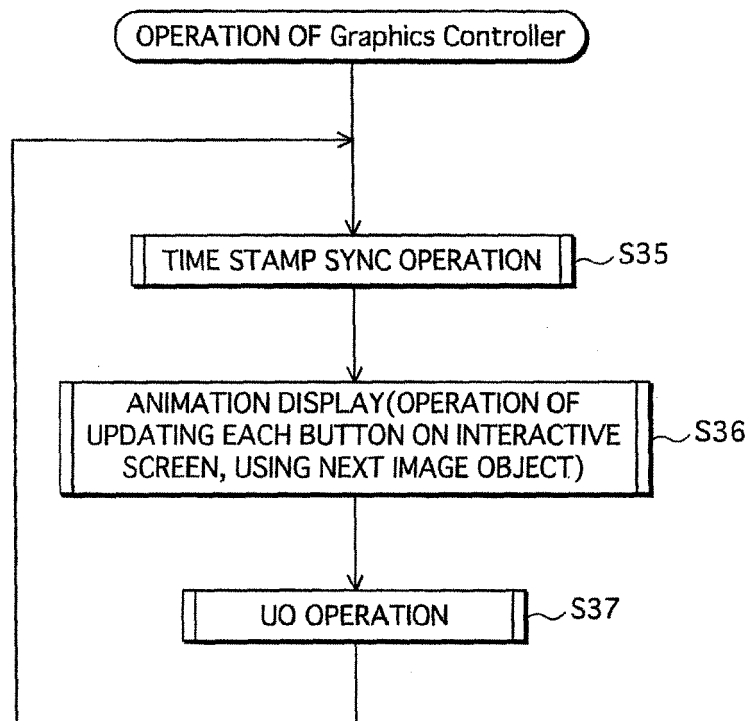 OPERATION OF Graphics Controller
TIME STAMP SYNC OPERATION
S35
ANIMATION DISPLAY(OPERATION OF
UPDATING EACH BUTTON ON INTERACTIVE
SCREEN, USING NEXT IMAGE OBJECT)
S36
UO OPERATION
S37